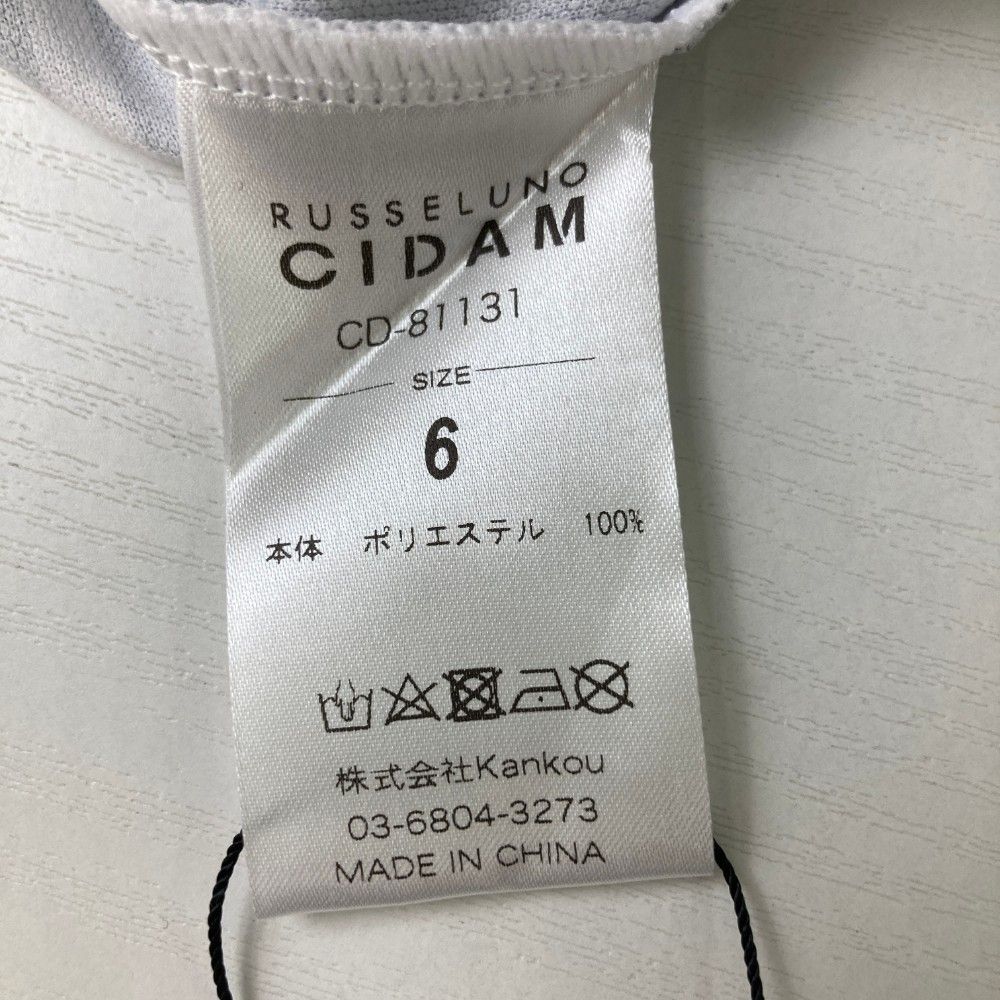 RUSSELUNO
CIDAM
CD-81131
SIZE
6
本体 ポリエステル 100%
株式会社Kankou
03-6804-3273
MADE IN CHINA